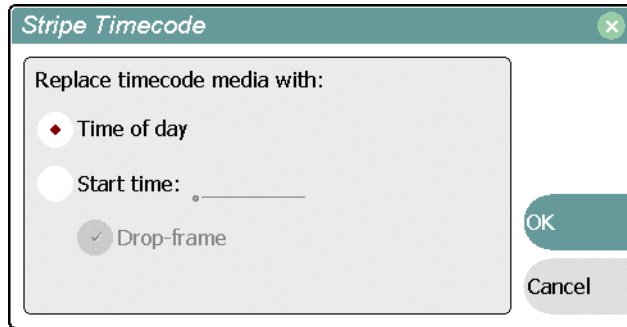 Stripe Timecode
Replace timecode media with:
Time of day
Start time:
Drop-frame
OK
Cancel